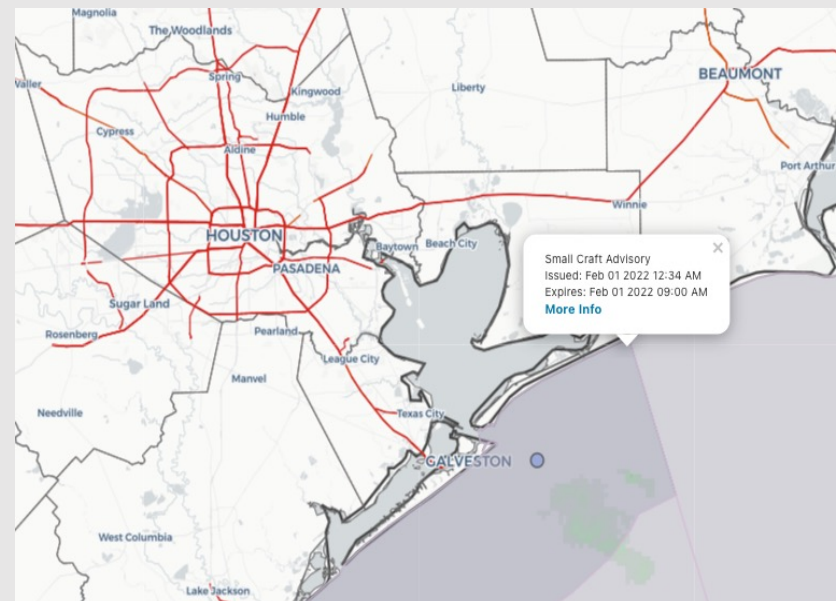 Magnolia
The Woodlands
Spring
Kingwood
Humble
Cypress
Aldine
Liberty
BEAUMONT
Port Arthur
Winnie
HOUSTON
Baytown
Beach City
PASADENA
×
Small Craft Advisory
Issued: Feb 01 2022 12:34 AM
Expires: Feb 01 2022 09:00 AM
More Info
Sugar Land
Rosenberg
Pearland
League City
Manvel
Needville
Texas City
GALVESTON
West Columbia
Lake Jackson